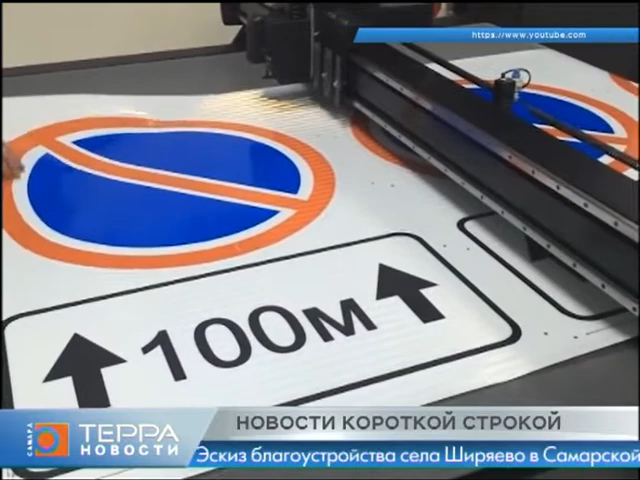 https://www.youtube.com
100м
НОВОСТИ КОРОТКОЙ СТРОКОЙ
САМАРА
ТЕРРА
НОВОСТИ
Эскиз благоустройства села Ширяево в Самарской